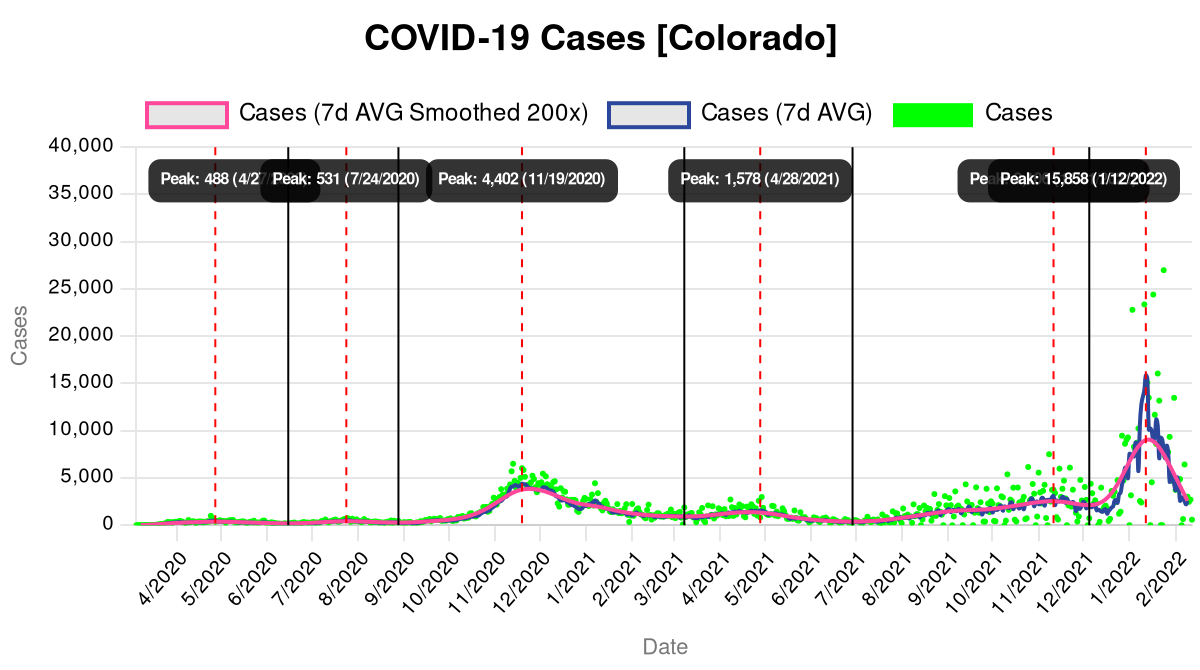 COVID-19 Cases [Colorado]
Cases (7d AVG Smoothed 200x)
Cases (7d AVG)
Cases
40,000
35,000
30,000
25,000
20,000
15,000
10,000
5,000
0
Cases
Peak: 488 (4/27
Peak: 531 (7/24/2020)
Peak: 4,402 (11/19/2020)
Peak: 1,578 (4/28/2021)
Peak: 15,858 (1/12/2022)
4/2020
5/2020
6/2020
7/2020
8/2020
9/2020
10/2020
11/2020
12/2020
1/2021
2/2021
3/2021
4/2021
5/2021
6/2021
7/2021
8/2021
9/2021
10/2021
11/2021
12/2021
1/2022
2/2022
Date